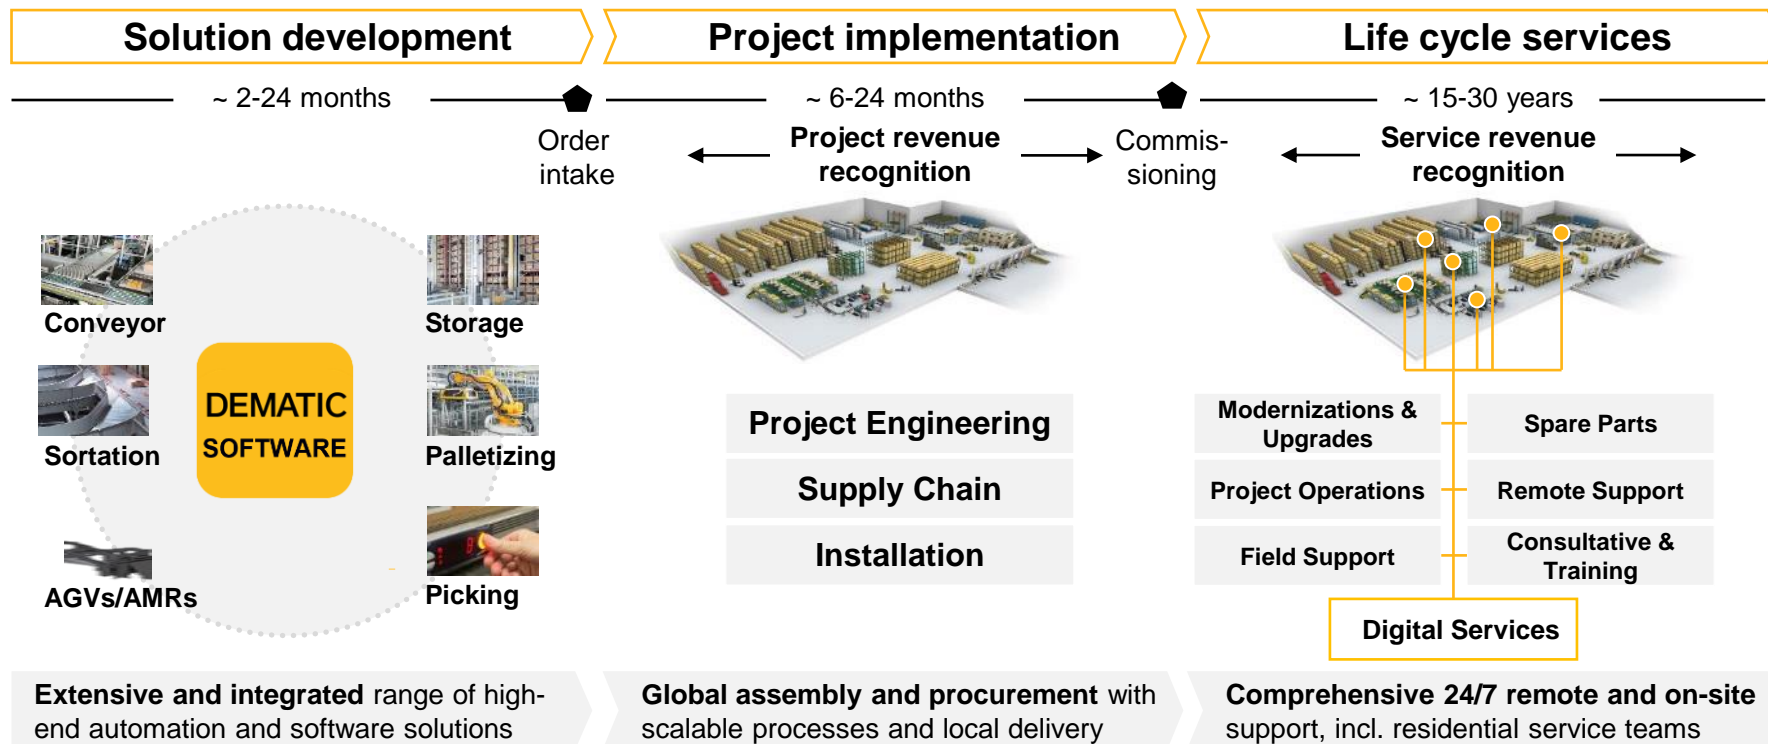 Solution development
Project implementation
Life cycle services
~ 2-24 months
~ 6-24 months
~ 15-30 years
Order
intake
Project revenue
recognition
Commis-
sioning
Service revenue
recognition
Conveyor
Storage
Sortation
Palletizing
AGVs/AMRs
Picking
DEMATIC
SOFTWARE
Project Engineering
Supply Chain
Installation
Modernizations &
Upgrades
Spare Parts
Project Operations
Remote Support
Field Support
Consultative &
Training
Digital Services
Extensive and integrated range of high-
end automation and software solutions
Global assembly and procurement with
scalable processes and local delivery
Comprehensive 24/7 remote and on-site
support, incl. residential service teams